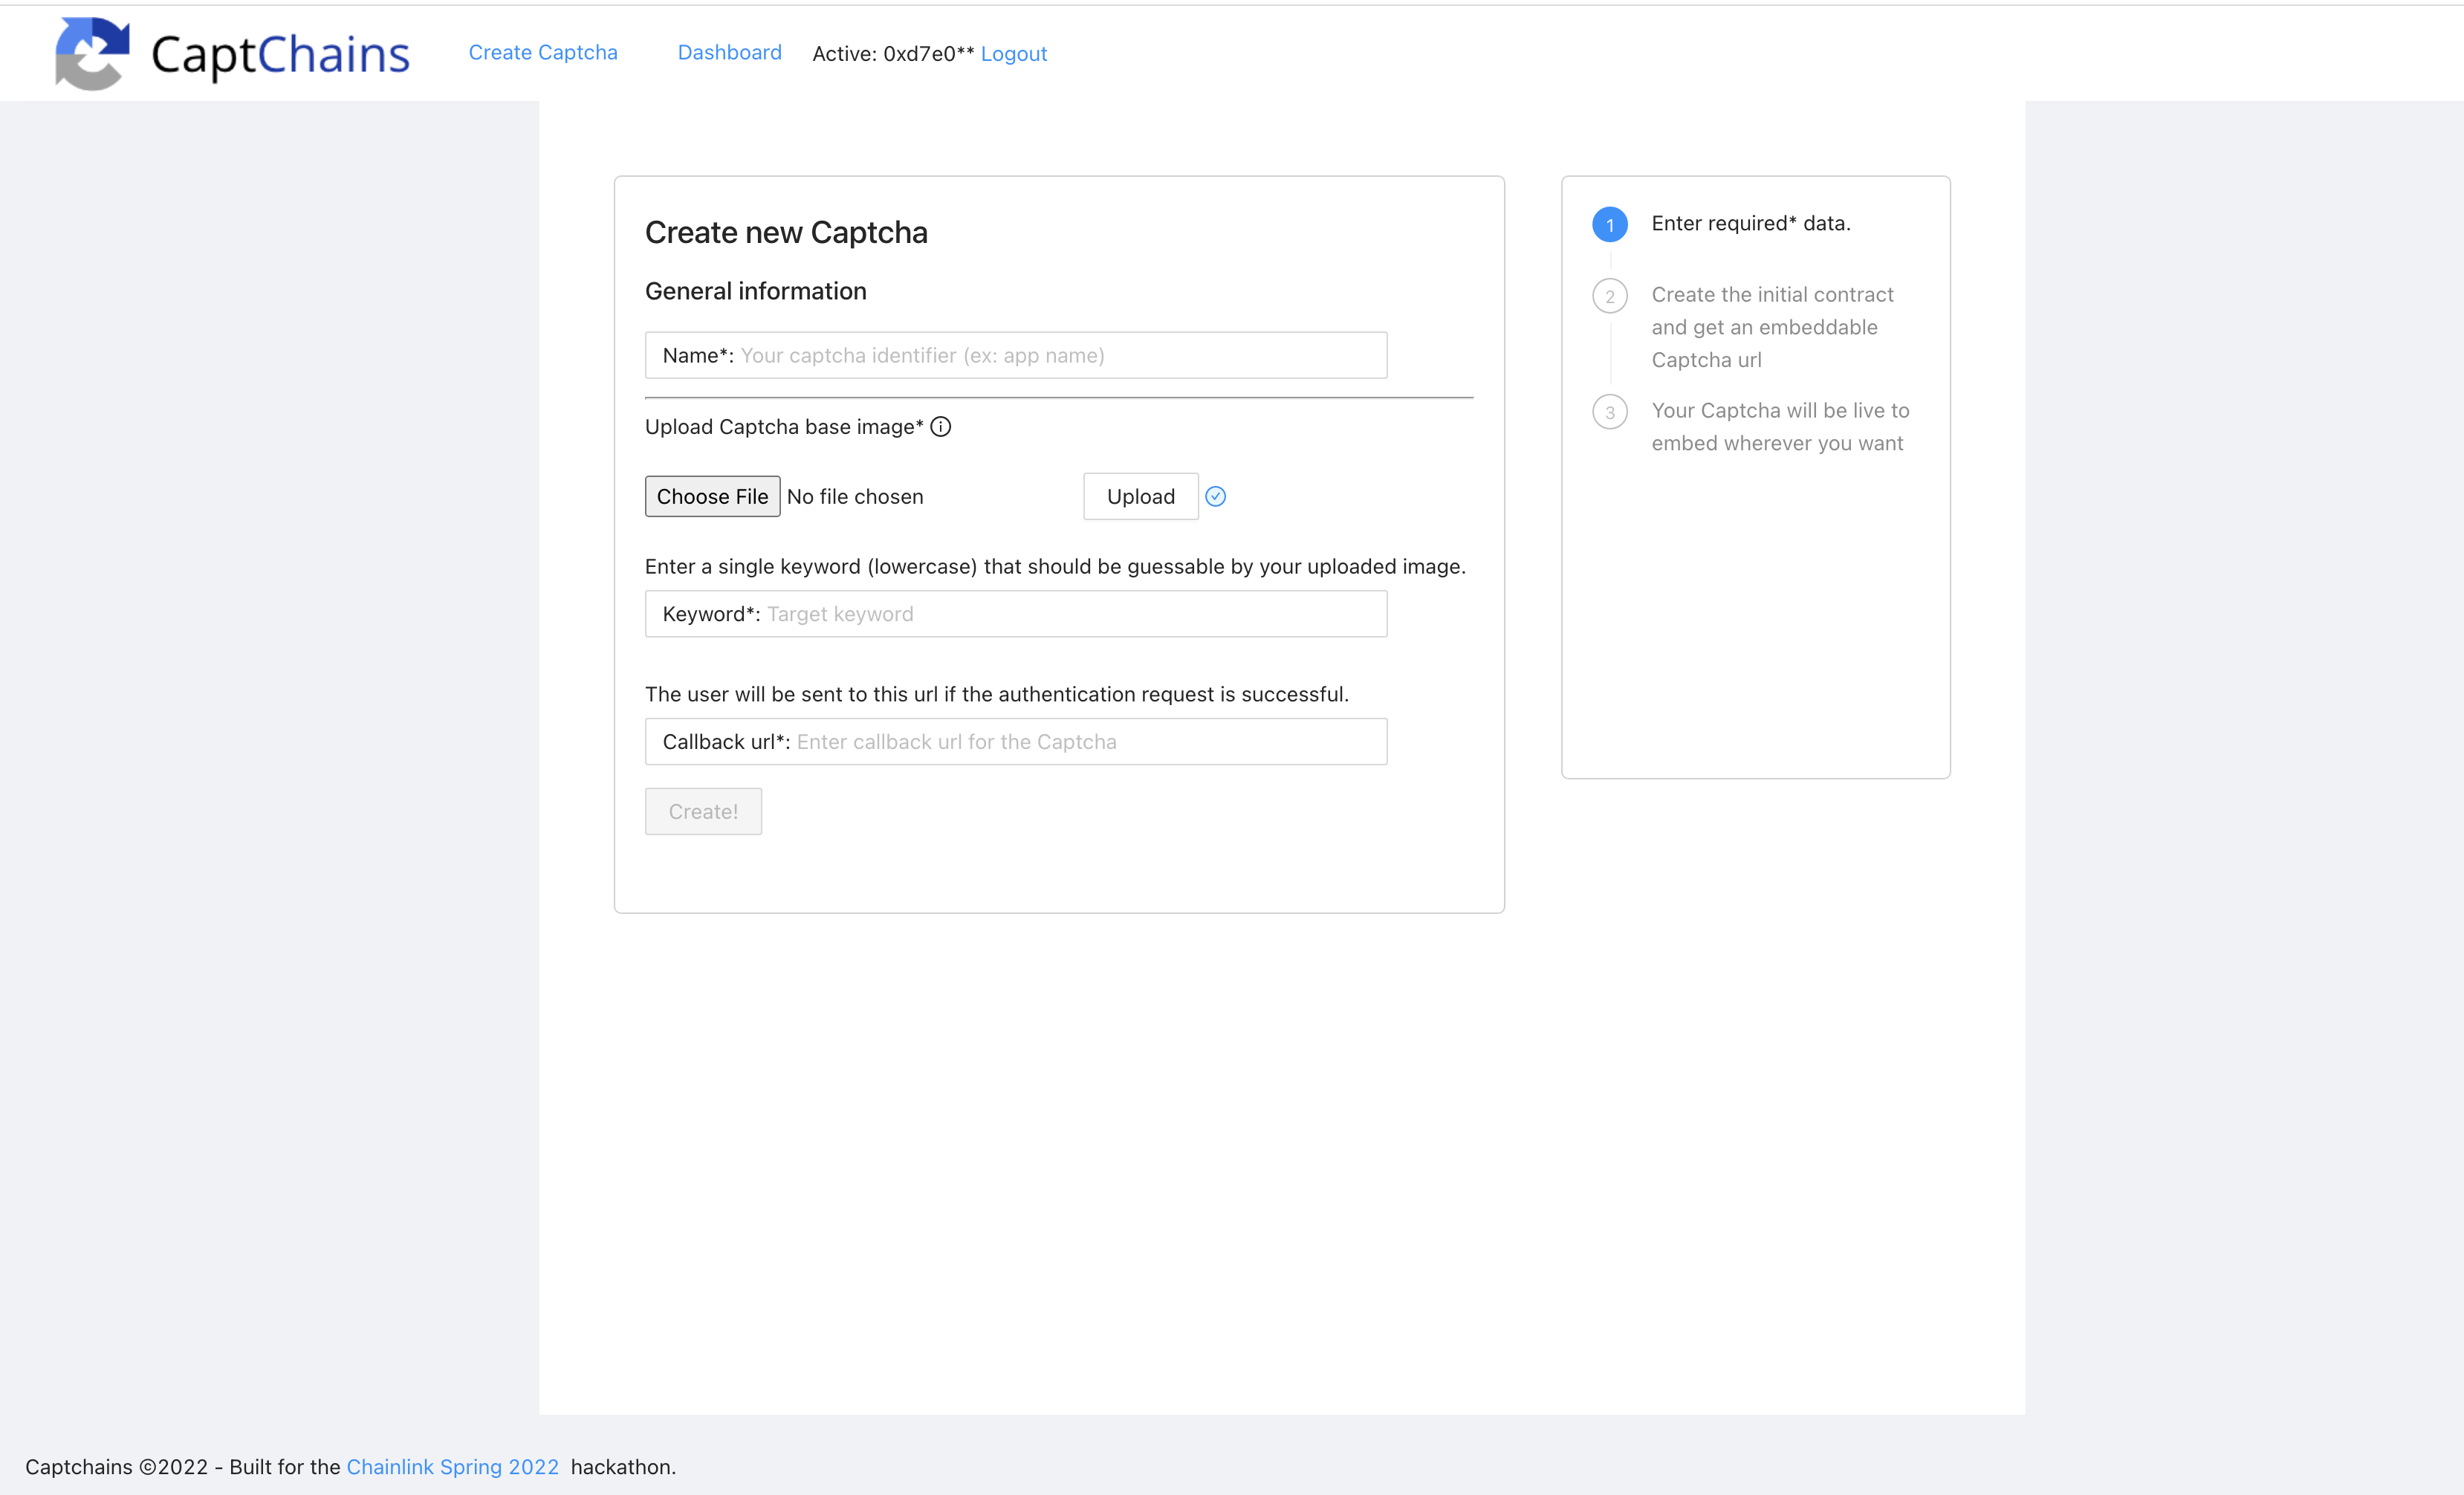 CaptChains Create Captcha Dashboard Active: 0xd7e0** Logout
Create new Captcha
General information
Name*: Your captcha identifier (ex: app name)
Upload Captcha base image*
Choose File No file chosen Upload
Enter a single keyword (lowercase) that should be guessable by your uploaded image.
Keyword*: Target keyword
The user will be sent to this url if the authentication request is successful.
Callback url*: Enter callback url for the Captcha
Create!
1 Enter required* data.
2 Create the initial contract
and get an embeddable
Captcha url
3 Your Captcha will be live to
embed wherever you want
Captchains ©2022 - Built for the Chainlink Spring 2022 hackathon.